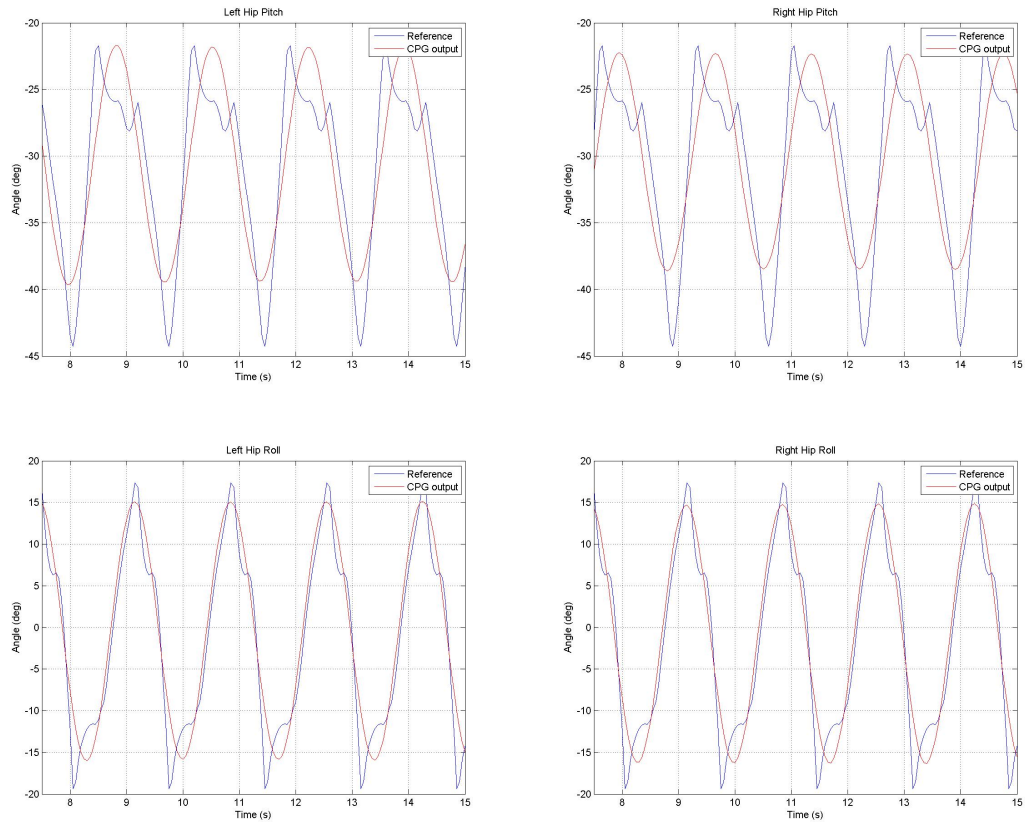 Left Hip Pitch
Reference
CPG output
-20
-25
-30
-35
-40
-45
Angle (deg)
8 9 10 11 12 13 14 15
Time (s)
Right Hip Pitch
Reference
CPG output
-20
-25
-30
-35
-40
-45
Angle (deg)
8 9 10 11 12 13 14 15
Time (s)
Left Hip Roll
Reference
CPG output
20
15
10
5
0
-5
-10
-15
-20
Angle (deg)
8 9 10 11 12 13 14 15
Time (s)
Right Hip Roll
Reference
CPG output
20
15
10
5
0
-5
-10
-15
-20
Angle (deg)
8 9 10 11 12 13 14 15
Time (s)